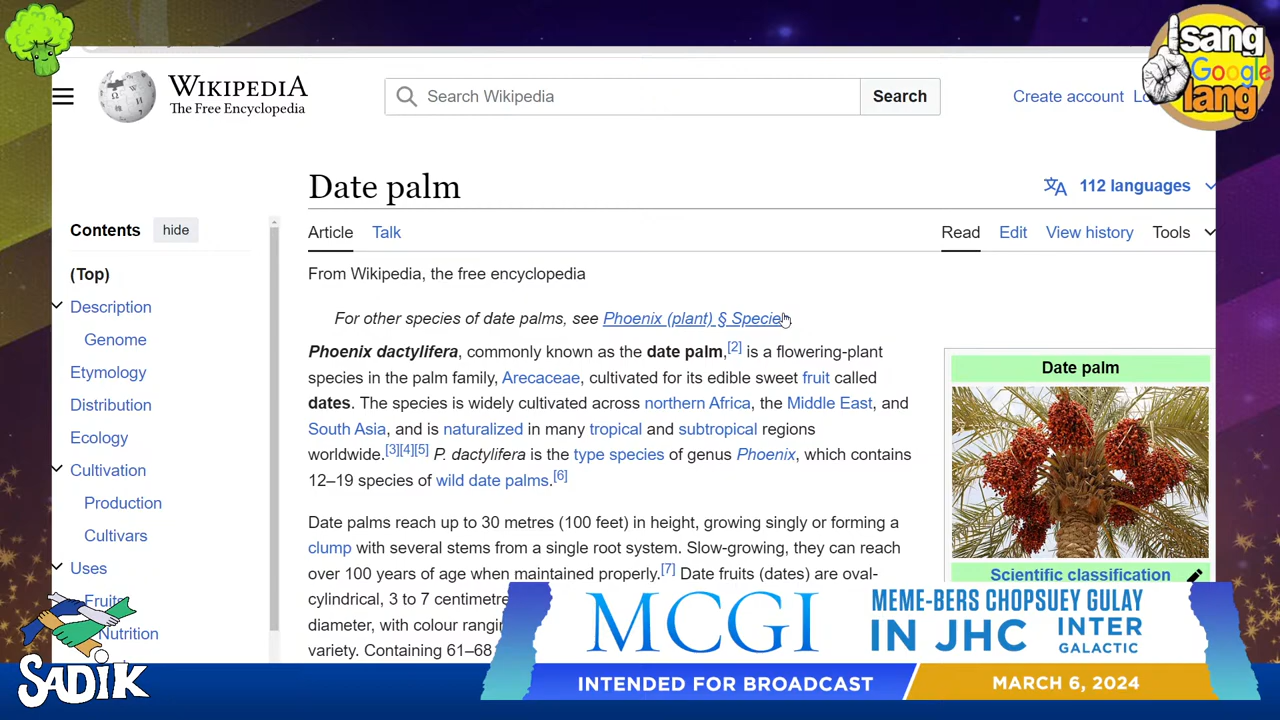 Isang
Google
lang
WIKIPEDIA
The Free Encyclopedia
Search Wikipedia
Search
Create account
Date palm
112 languages
Contents
hide
Article
Talk
Read
Edit
View history
Tools
(Top)
Description
Genome
Etymology
Distribution
Ecology
Cultivation
Production
Cultivars
Uses
Fruits
Nutrition
From Wikipedia, the free encyclopedia
For other species of date palms, see Phoenix (plant) § Specie
Phoenix dactylifera, commonly known as the date palm,[2] is a flowering-plant
species in the palm family, Arecaceae, cultivated for its edible sweet fruit called
dates. The species is widely cultivated across northern Africa, the Middle East, and
South Asia, and is naturalized in many tropical and subtropical regions
worldwide.[3][4][5] P. dactylifera is the type species of genus Phoenix, which contains
12–19 species of wild date palms.[6]
Date palms reach up to 30 metres (100 feet) in height, growing singly or forming a
clump with several stems from a single root system. Slow-growing, they can reach
over 100 years of age when maintained properly.[7] Date fruits (dates) are oval-
cylindrical, 3 to 7 centimetre
diameter, with colour rangin
variety. Containing 61–68
Date palm
Scientific classification
MCGI
MEME-BERS CHOPSUEY GULAY
IN JHC
INTER
GALACTIC
SADIK
INTENDED FOR BROADCAST
MARCH 6, 2024